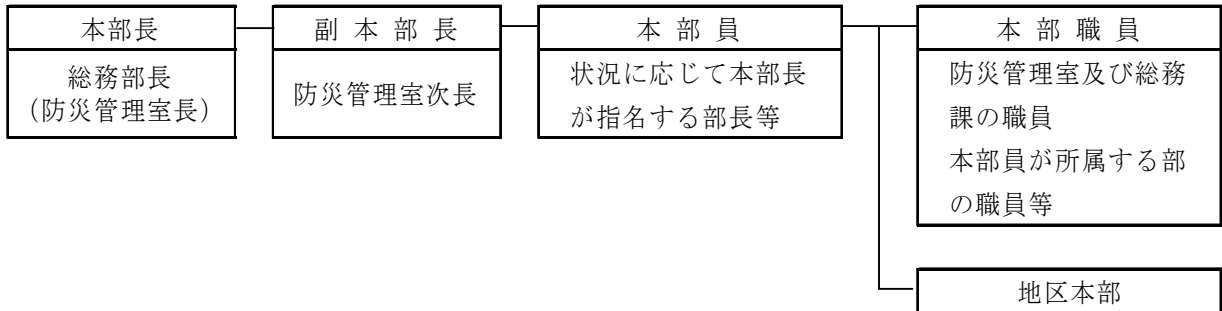 本部長
総務部長
（防災管理室長）
副本部長
防災管理室次長
本部員
状況に応じて本部長
が指名する部長等
本部職員
防災管理室及び総務
課の職員
本部員が所属する部
の職員等
地区本部